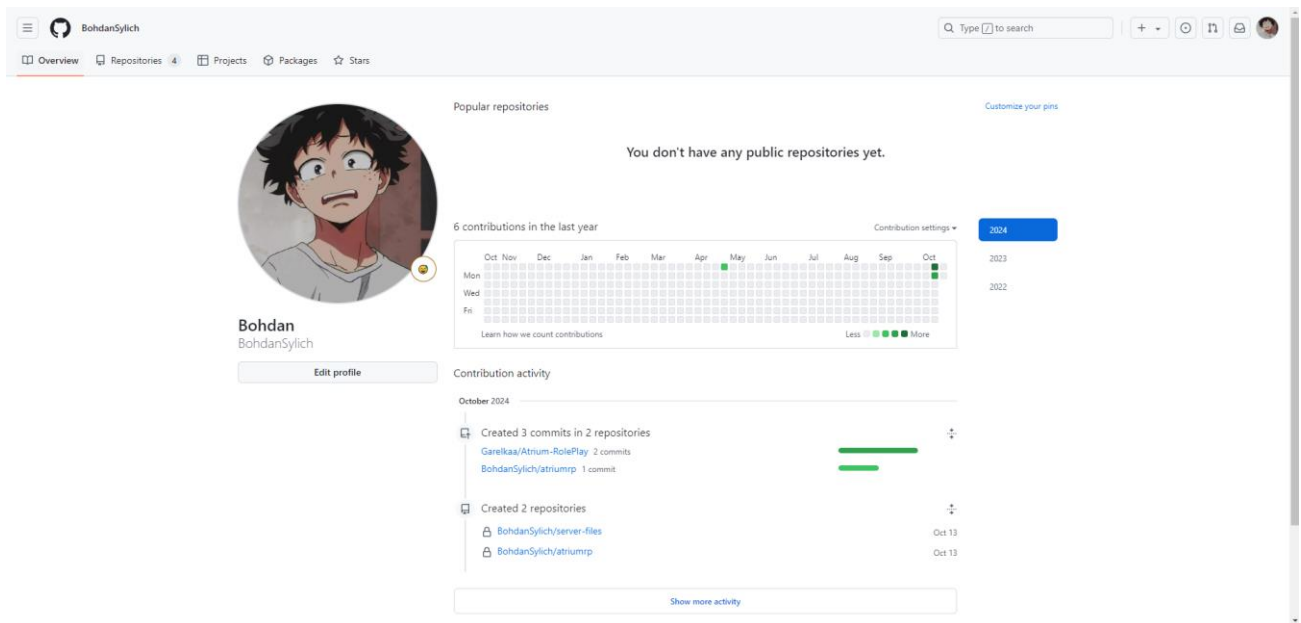 BohdanSylich
Type / to search
Overview Repositories 4 Projects Packages Stars
Popular repositories
Customize your pins
You don't have any public repositories yet.
6 contributions in the last year
Contribution settings
2024
2023
2022
Oct Nov Dec Jan Feb Mar Apr May Jun Jul Aug Sep Oct
Mon
Wed
Fri
Learn how we count contributions
Less More
Bohdan
BohdanSylich
Edit profile
Contribution activity
October 2024
Created 3 commits in 2 repositories
Garelkaa/Atrium-RolePlay 2 commits
BohdanSylich/atriumrp 1 commit
Created 2 repositories
BohdanSylich/server-files Oct 13
BohdanSylich/atriumrp Oct 13
Show more activity